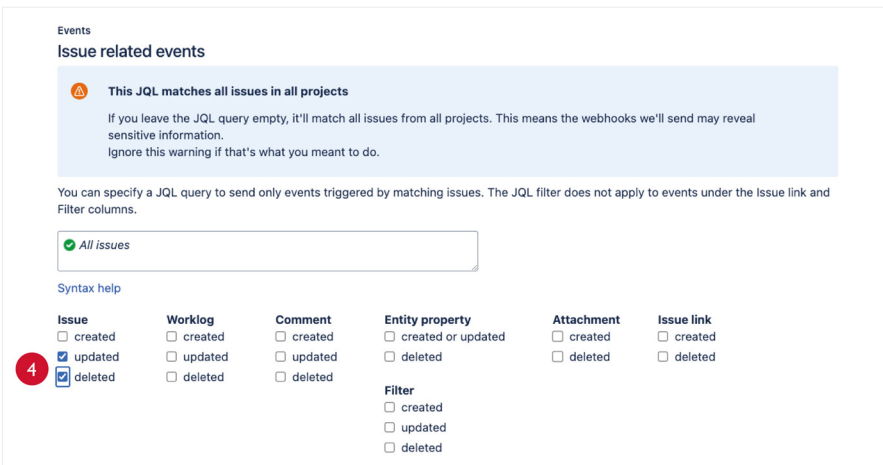 Events
Issue related events
This JQL matches all issues in all projects
If you leave the JQL query empty, it'll match all issues from all projects. This means the webhooks we'll send may reveal
sensitive information.
Ignore this warning if that's what you meant to do.
You can specify a JQL query to send only events triggered by matching issues. The JQL filter does not apply to events under the Issue link and
Filter columns.
All issues
Syntax help
Issue
created
updated
deleted
4
Worklog
created
updated
deleted
Comment
created
updated
deleted
Entity property
created or updated
deleted
Filter
created
updated
deleted
Attachment
created
deleted
Issue link
created
deleted